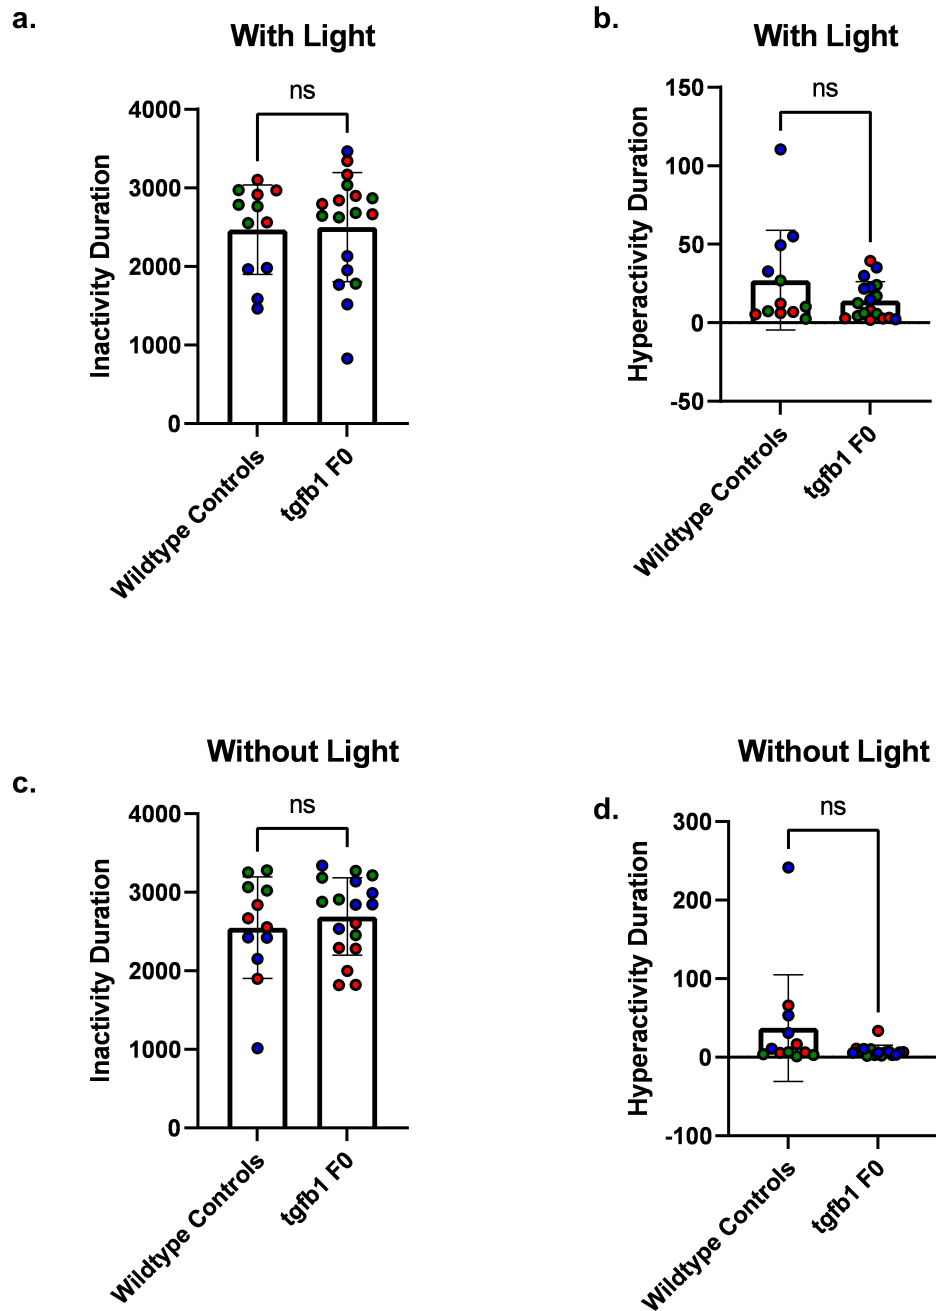 a.
With Light
ns
4000
3000
2000
1000
0
Inactivity Duration
Wildtype Controls
tgfb1 F0
b.
With Light
ns
150
100
50
0
-50
Hyperactivity Duration
Wildtype Controls
tgfb1 F0
c.
Without Light
ns
4000
3000
2000
1000
0
Inactivity Duration
Wildtype Controls
tgfb1 F0
d.
Without Light
ns
300
200
100
0
-100
Hyperactivity Duration
Wildtype Controls
tgfb1 F0